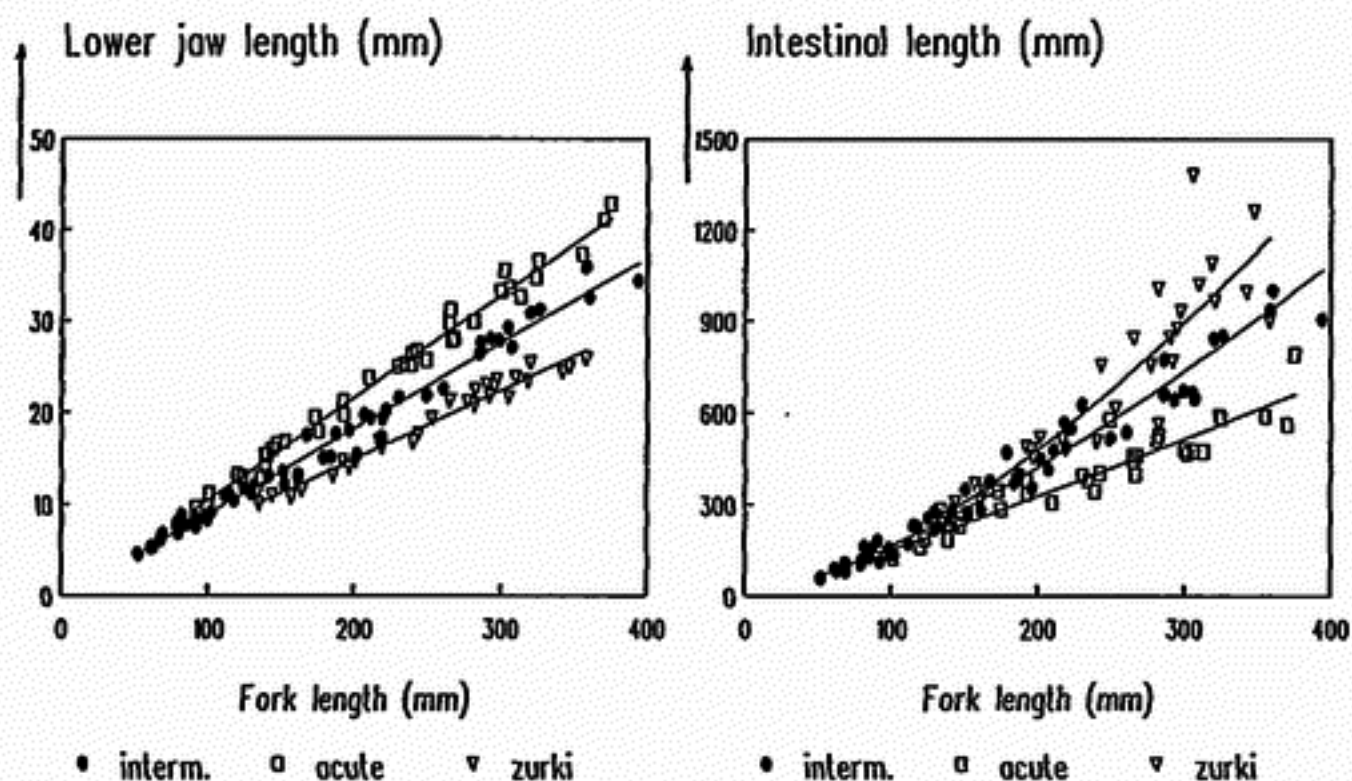 Lower jaw length (mm)
50
40
30
20
10
0
0 100 200 300 400
Fork length (mm)
interm. acute zurki
Intestinal length (mm)
1500
1200
900
600
300
0
0 100 200 300 400
Fork length (mm)
interm. acute zurki